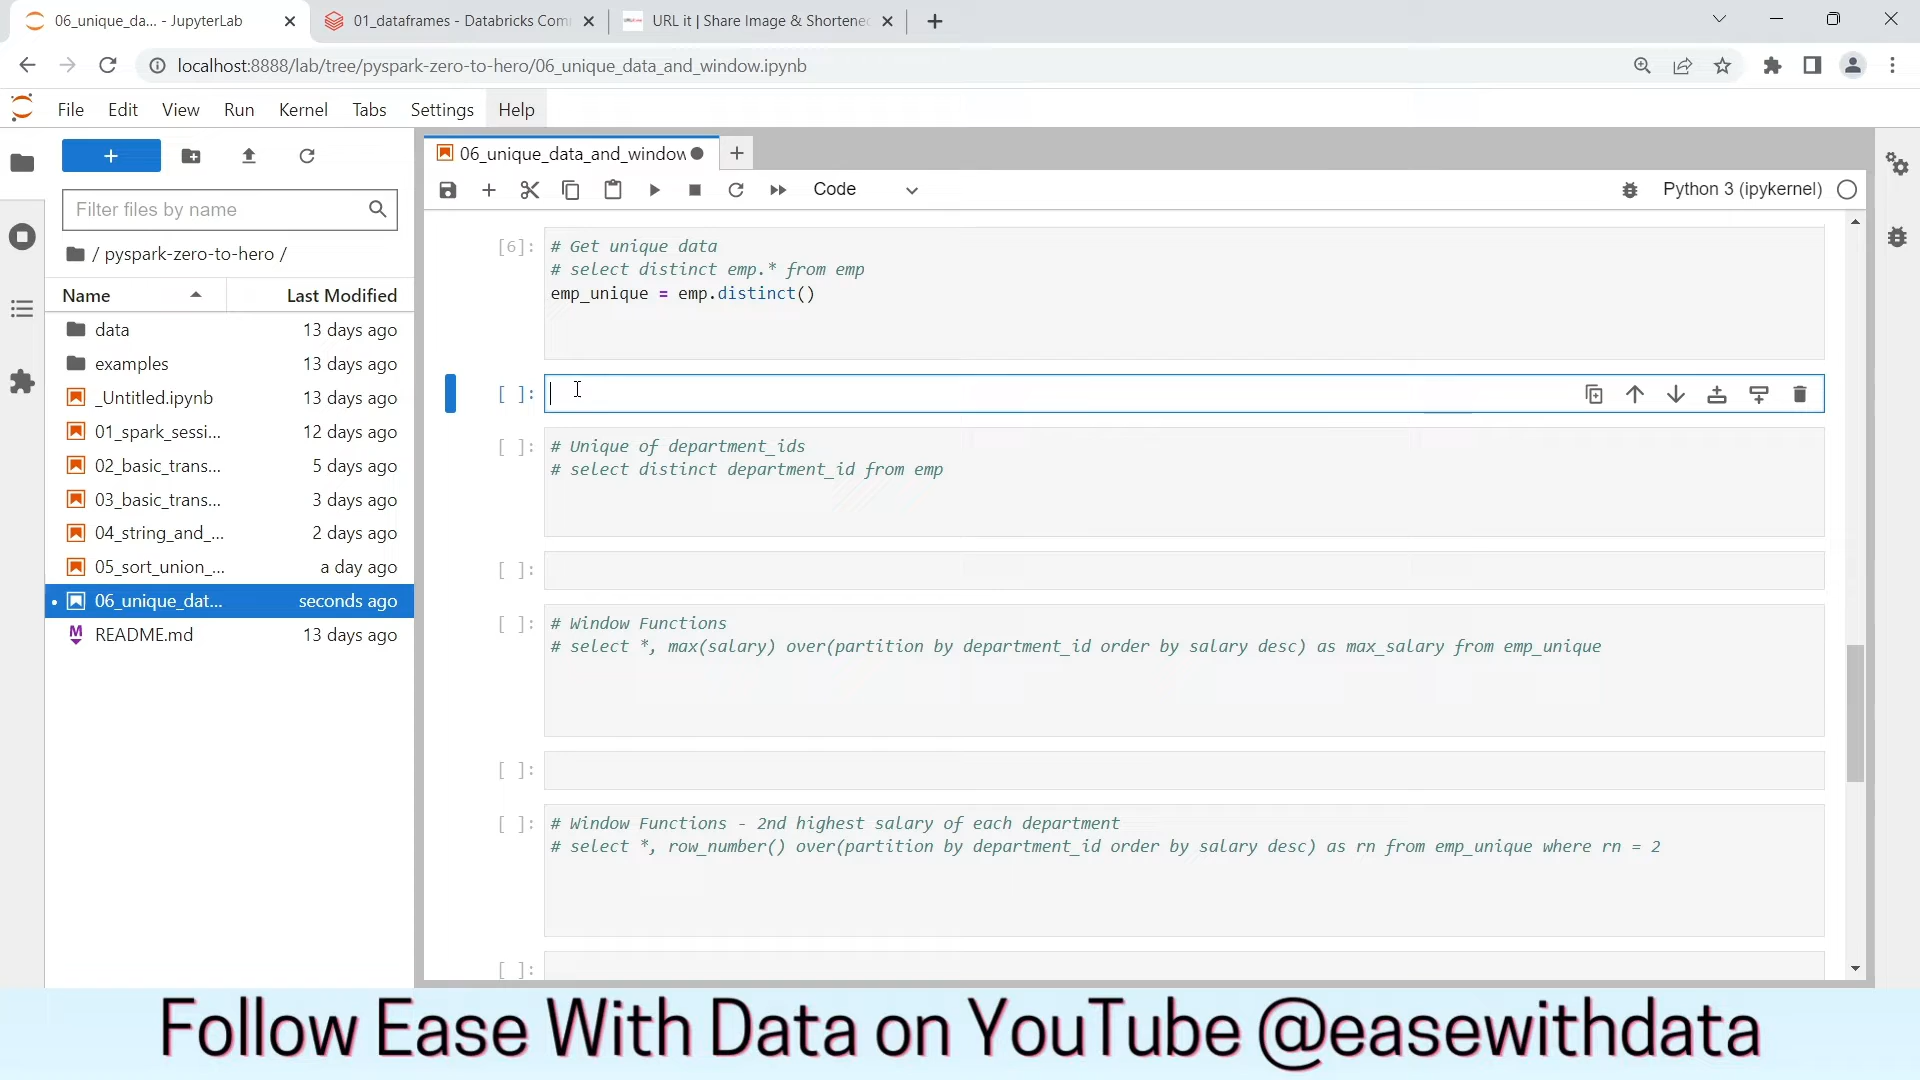 06_unique_da... - JupyterLab
01_dataframes - Databricks Com
URL it | Share Image & Shortene
localhost:8888/lab/tree/pyspark-zero-to-hero/06_unique_data_and_window.ipynb
File Edit View Run Kernel Tabs Settings Help
06_unique_data_and_window
Code
Python 3 (ipykernel)
Filter files by name
/ pyspark-zero-to-hero /
Name Last Modified
data 13 days ago
examples 13 days ago
_Untitled.ipynb 13 days ago
01_spark_sessi... 12 days ago
02_basic_trans... 5 days ago
03_basic_trans... 3 days ago
04_string_and_... 2 days ago
05_sort_union_... a day ago
06_unique_dat... seconds ago
README.md 13 days ago
[6]: # Get unique data
# select distinct emp.* from emp
emp_unique = emp.distinct()
[ ]:
[ ]: # Unique of department_ids
# select distinct department_id from emp
[ ]:
[ ]: # Window Functions
# select *, max(salary) over(partition by department_id order by salary desc) as max_salary from emp_unique
[ ]:
[ ]: # Window Functions - 2nd highest salary of each department
# select *, row_number() over(partition by department_id order by salary desc) as rn from emp_unique where rn = 2
[ ]:
Follow Ease With Data on YouTube @easewithdata